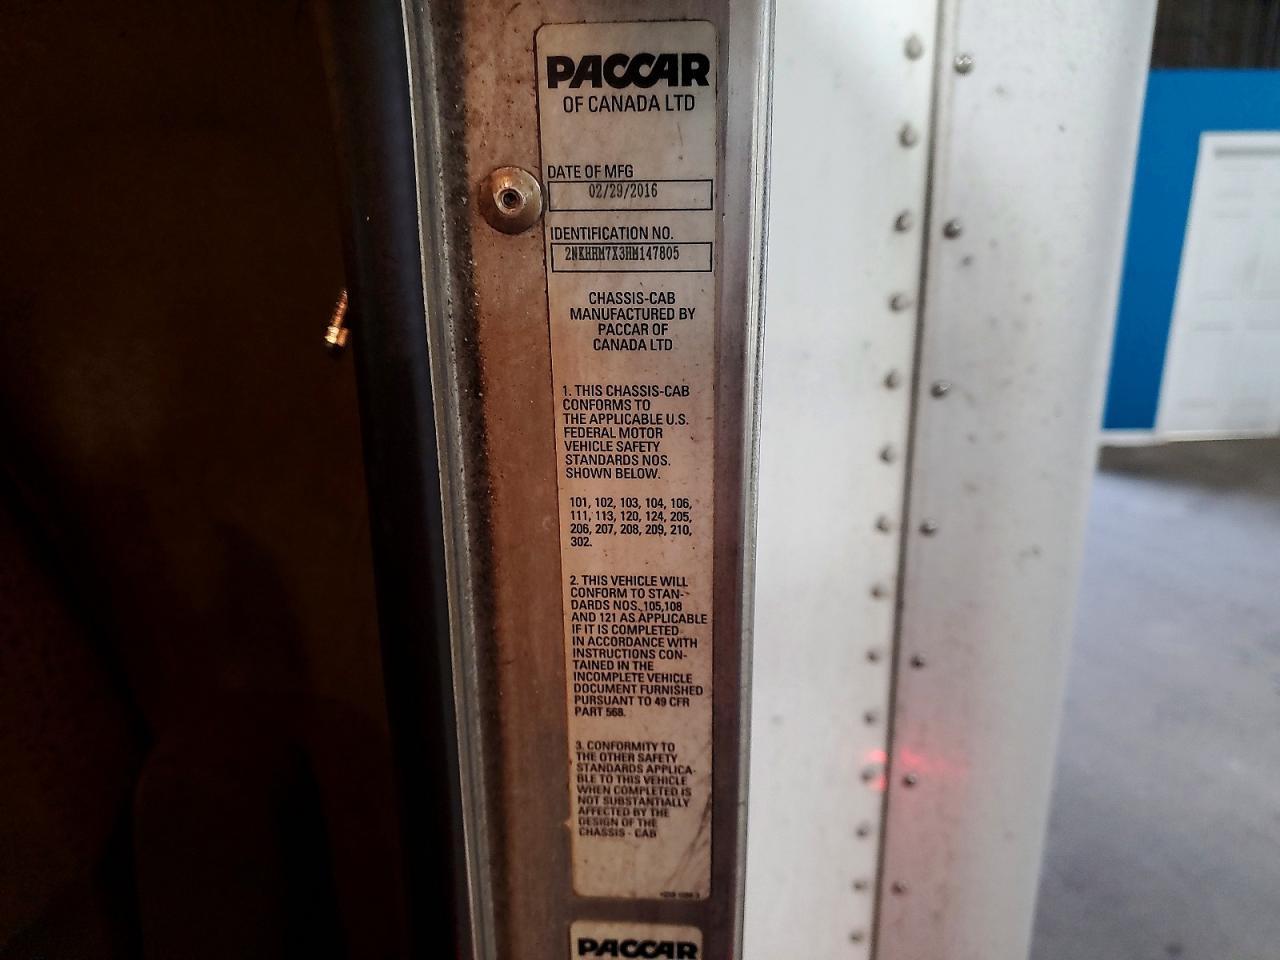 PACCAR
OF CANADA LTD
DATE OF MFG
02/29/2016
IDENTIFICATION NO.
2NKHHM7X3HM147805
CHASSIS-CAB
MANUFACTURED BY
PACCAR OF
CANADA LTD
1. THIS CHASSIS-CAB
CONFORMS TO
THE APPLICABLE U.S.
FEDERAL MOTOR
VEHICLE SAFETY
STANDARDS NOS.
SHOWN BELOW.
101, 102, 103, 104, 106,
111, 113, 120, 124, 205,
206, 207, 208, 209, 210,
302.
2. THIS VEHICLE WILL
CONFORM TO STAN-
DARDS NOS. 105,108
AND 121 AS APPLICABLE
IF IT IS COMPLETED
IN ACCORDANCE WITH
INSTRUCTIONS CON-
TAINED IN THE
INCOMPLETE VEHICLE
DOCUMENT FURNISHED
PURSUANT TO 49 CFR
PART 568.
3. CONFORMITY TO
THE OTHER SAFETY
STANDARDS APPLICA-
BLE TO THIS VEHICLE
WHEN COMPLETED IS
NOT SUBSTANTIALLY
AFFECTED BY THE
DESIGN OF THE
CHASSIS - CAB
PACCAR